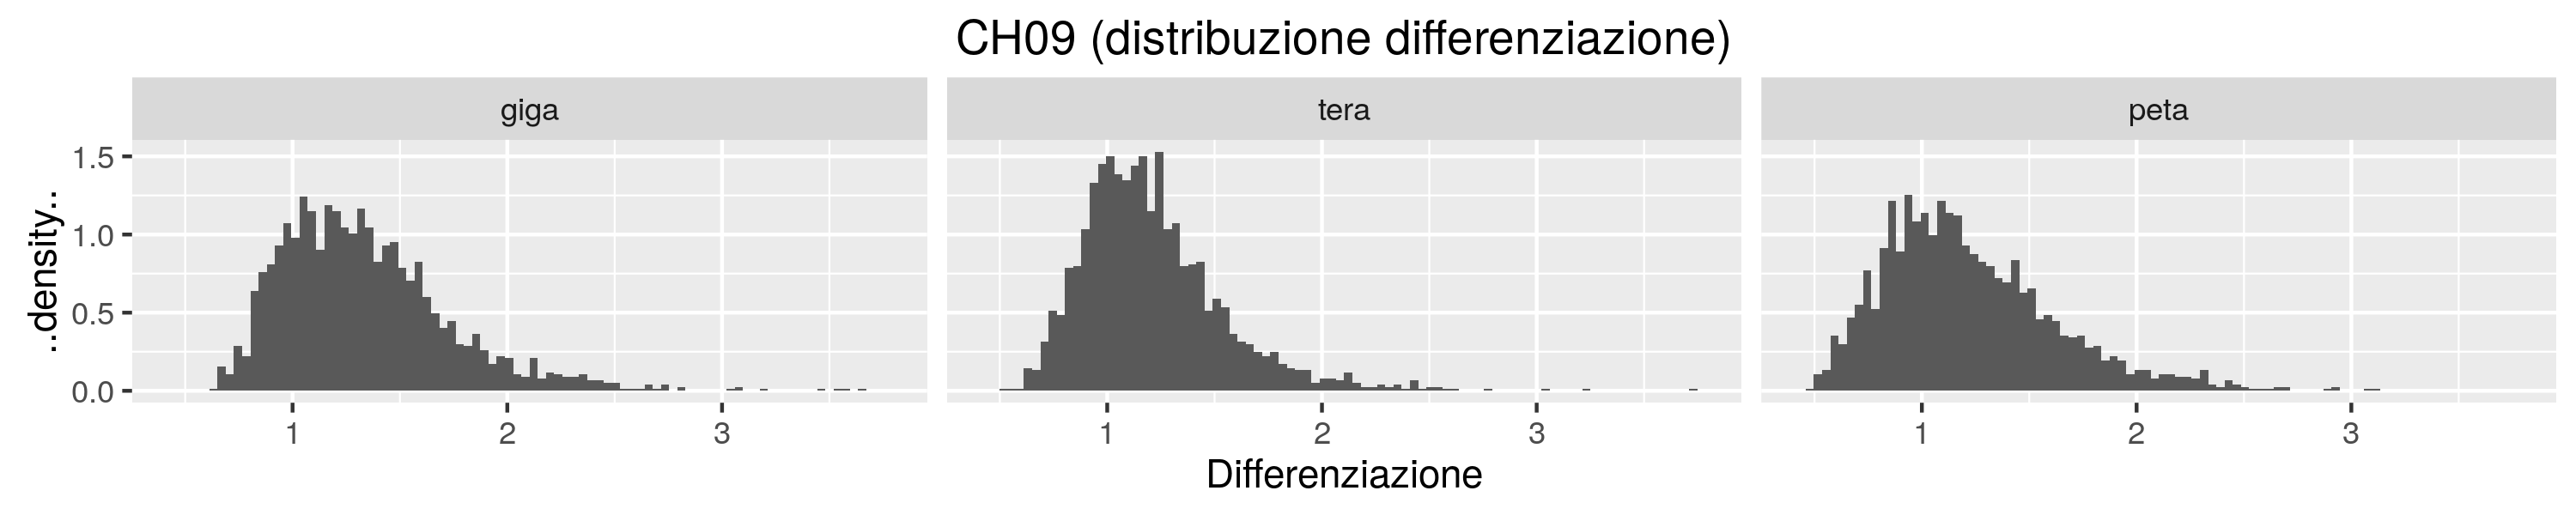 CH09 (distribuzione differenziazione)
giga
tera
peta
..density..
1.5
1.0
0.5
0.0
1 2 3
1 2 3
1 2 3
Differenziazione